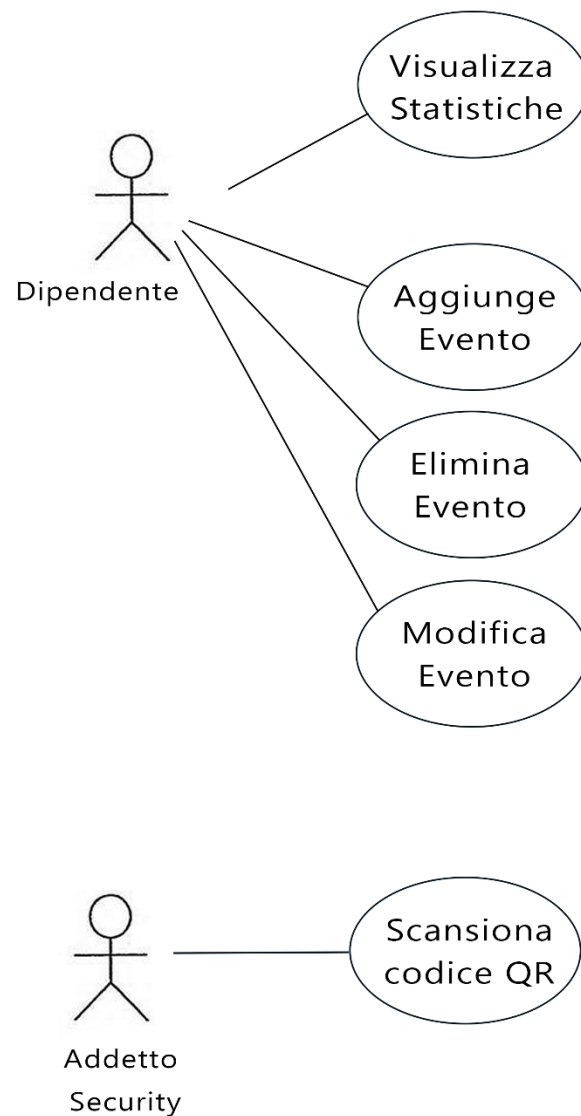 Visualizza
Statistiche
Dipendente
Aggiunge
Evento
Elimina
Evento
Modifica
Evento
Scansiona
codice QR
Addetto
Security